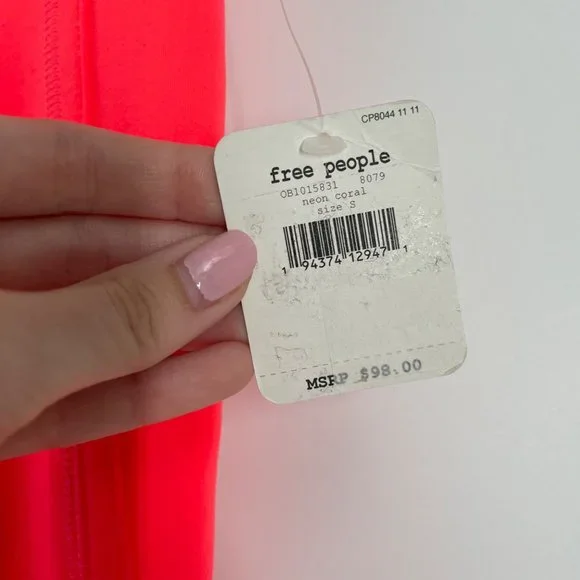 CP8044 11 11
free people
OB1015831 8079
neon coral
size S
1 94374 12947 1
MSRP $98.00